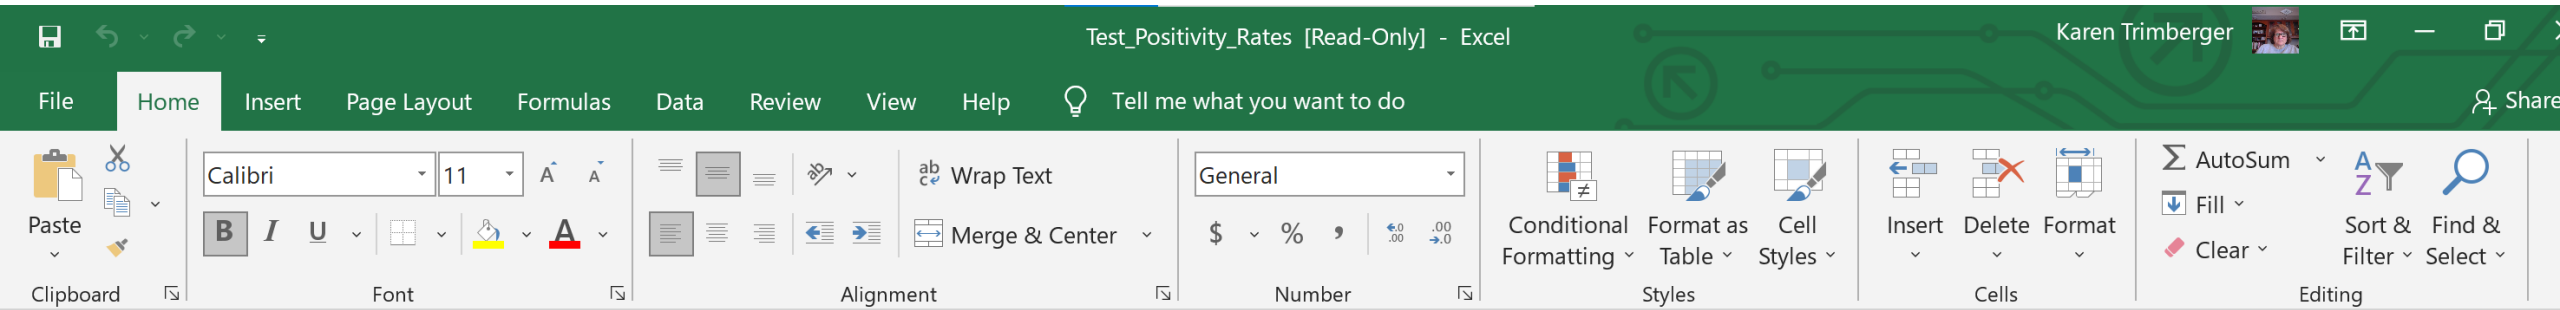 Test_Positivity_Rates [Read-Only] - Excel
Karen Trimberger
File Home Insert Page Layout Formulas Data Review View Help Tell me what you want to do Share
Calibri 11
Wrap Text
General
AutoSum
Paste
B I U
Merge & Center
$ % ,
Conditional Formatting
Format as Table
Cell Styles
Insert
Delete
Format
Fill
Clear
Sort & Filter
Find & Select
Clipboard Font Alignment Number Styles Cells Editing